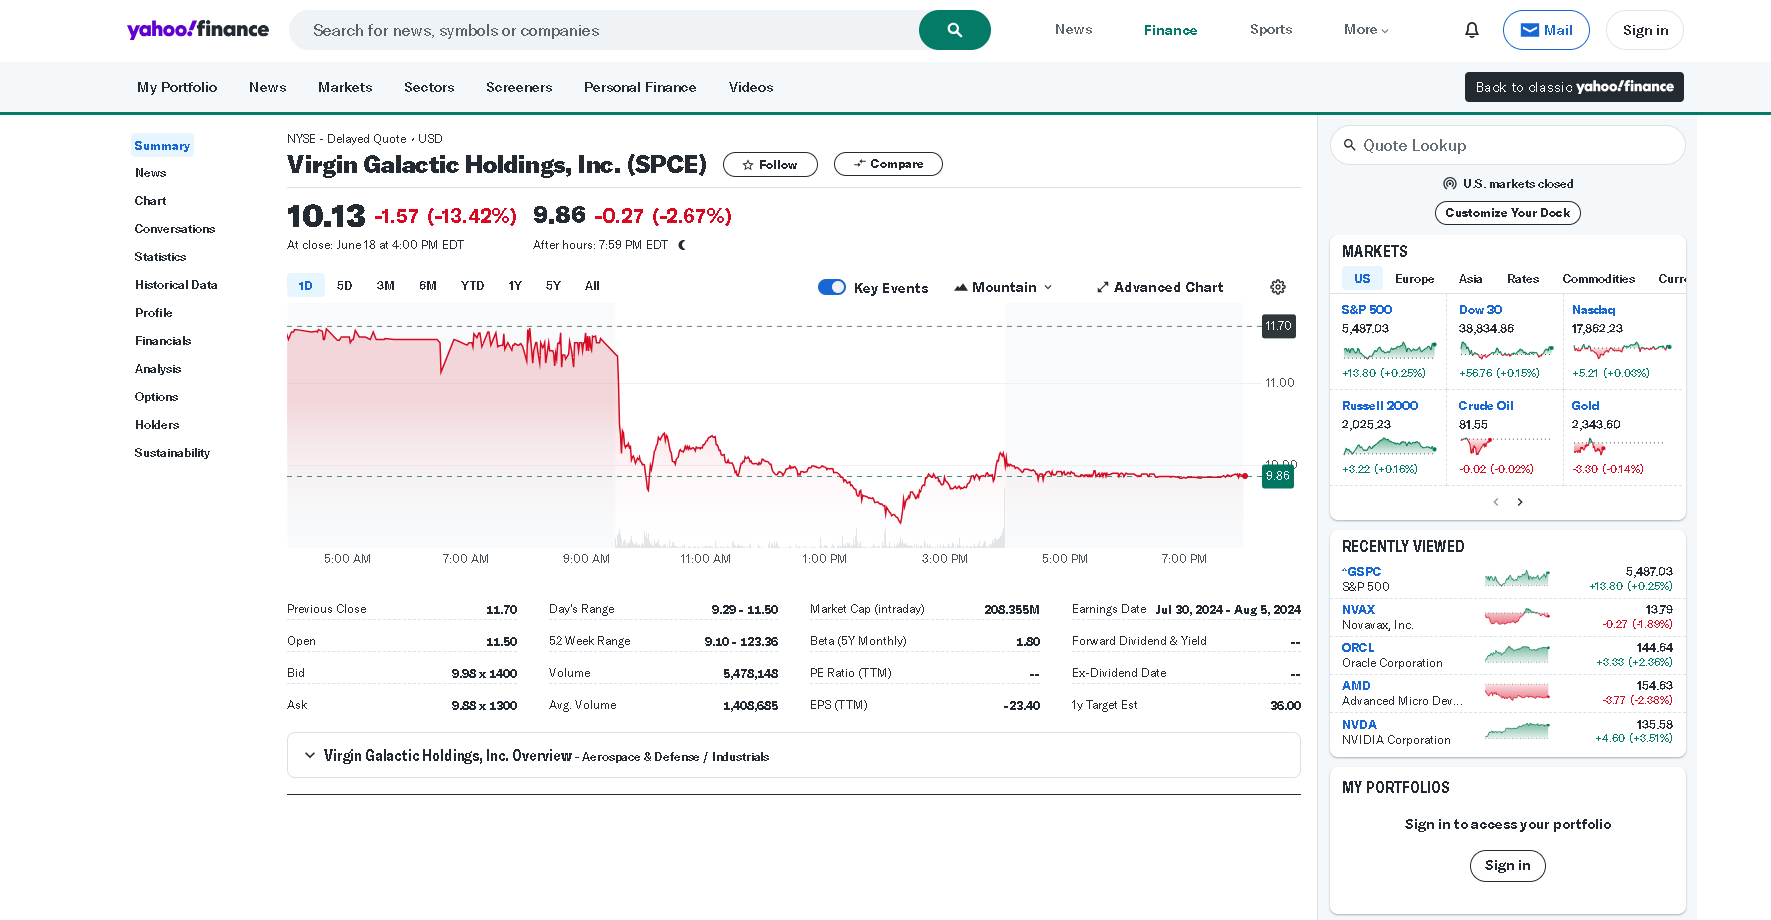 yahoo!finance
Search for news, symbols or companies
News Finance Sports More
Mail
Sign in
My Portfolio News Markets Sectors Screeners Personal Finance Videos
Back to classic yahoo!finance
Summary
News
Chart
Conversations
Statistics
Historical Data
Profile
Financials
Analysis
Options
Holders
Sustainability
NYSE - Delayed Quote • USD
Virgin Galactic Holdings, Inc. (SPCE)
Follow
Compare
10.13 -1.57 (-13.42%) 9.86 -0.27 (-2.67%)
At close: June 18 at 4:00 PM EDT After hours: 7:59 PM EDT
1D 5D 3M 6M YTD 1Y 5Y All
Key Events Mountain Advanced Chart
11.70
11.00
10.00
9.86
5:00 AM 7:00 AM 9:00 AM 11:00 AM 1:00 PM 3:00 PM 5:00 PM 7:00 PM
Previous Close 11.70 Day's Range 9.29 - 11.50 Market Cap (intraday) 208.355M Earnings Date Jul 30, 2024 - Aug 5, 2024
Open 11.50 52 Week Range 9.10 - 123.36 Beta (5Y Monthly) 1.80 Forward Dividend & Yield --
Bid 9.98 x 1400 Volume 5,478,148 PE Ratio (TTM) -- Ex-Dividend Date --
Ask 9.88 x 1300 Avg. Volume 1,408,685 EPS (TTM) -23.40 1y Target Est 36.00
Virgin Galactic Holdings, Inc. Overview - Aerospace & Defense / Industrials
Quote Lookup
U.S. markets closed
Customize Your Dock
MARKETS
US Europe Asia Rates Commodities Curre
S&P 500 Dow 30 Nasdaq
5,487.03 38,834.86 17,862.23
+13.80 (+0.25%) +56.76 (+0.15%) +5.21 (+0.03%)
Russell 2000 Crude Oil Gold
2,025.23 81.55 2,343.60
+3.22 (+0.16%) -0.02 (-0.02%) -3.30 (-0.14%)
RECENTLY VIEWED
^GSPC 5,487.03
S&P 500 +13.80 (+0.25%)
NVAX 13.79
Novavax, Inc. -0.27 (-1.89%)
ORCL 144.64
Oracle Corporation +3.33 (+2.36%)
AMD 154.63
Advanced Micro Dev... -3.77 (-2.38%)
NVDA 135.58
NVIDIA Corporation +4.60 (+3.51%)
MY PORTFOLIOS
Sign in to access your portfolio
Sign in